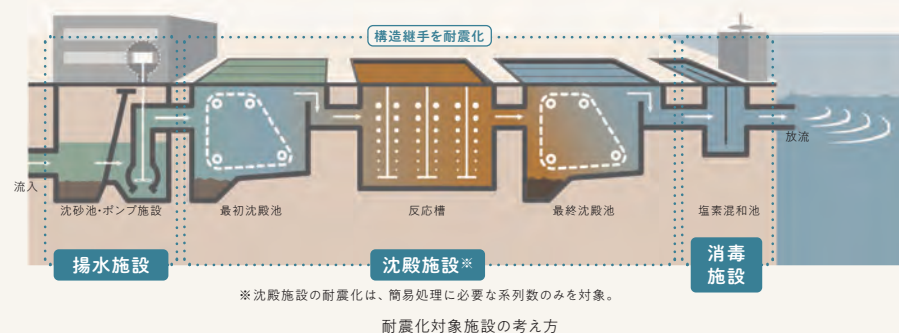 構造継手を耐震化
流入
放流
沈砂池・ポンプ施設
最初沈殿池
反応槽
最終沈殿池
塩素混和池
揚水施設
沈殿施設※
消毒
施設
※沈殿施設の耐震化は、簡易処理に必要な系列数のみを対象。
耐震化対象施設の考え方